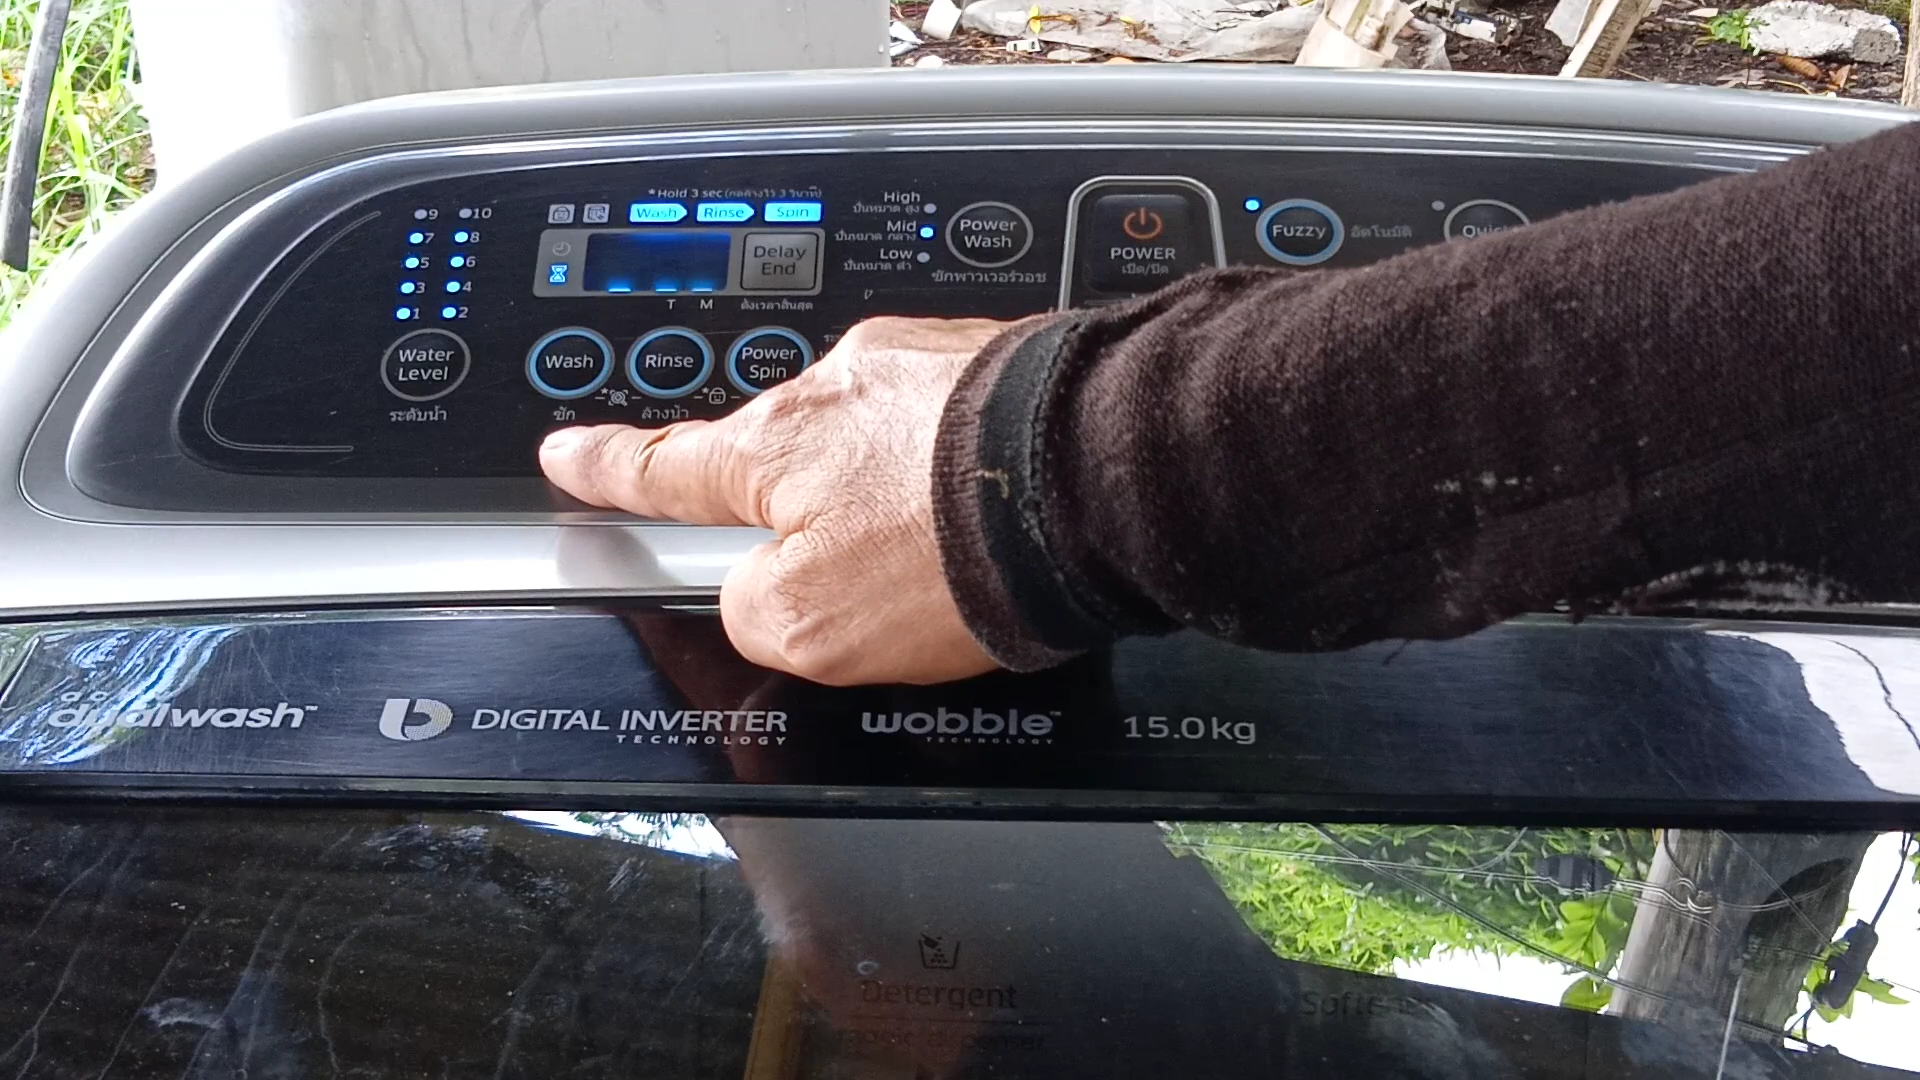 * Hold 3 sec (กดค้างไว้ 3 วินาที)
Wash Rinse Spin
9 10
7 8
5 6
3 4
1 2
Water
Level
ระดับน้ำ
Delay
End
T M
ตั้งเวลาสิ้นสุด
Wash
ซัก
Rinse
ล้างน้ำ
Power
Spin
High
ปั่นหมาด สูง
Mid
ปั่นหมาด กลาง
Low
ปั่นหมาด ต่ำ
Power
Wash
ซักพาวเวอร์วอช
POWER
เปิด/ปิด
Fuzzy
อัตโนมัติ
Quick
dualwash™
DIGITAL INVERTER
TECHNOLOGY
wobble™
TECHNOLOGY
15.0kg
Detergent